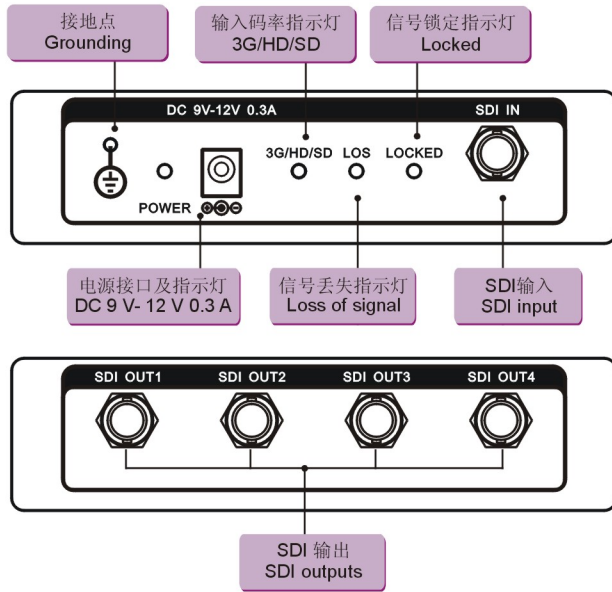 接地点
Grounding
输入码率指示灯
3G/HD/SD
信号锁定指示灯
Locked
DC 9V-12V 0.3A
SDI IN
3G/HD/SD
LOS
LOCKED
POWER
电源接口及指示灯
DC 9 V- 12 V 0.3 A
信号丢失指示灯
Loss of signal
SDI输入
SDI input
SDI OUT1
SDI OUT2
SDI OUT3
SDI OUT4
SDI 输出
SDI outputs